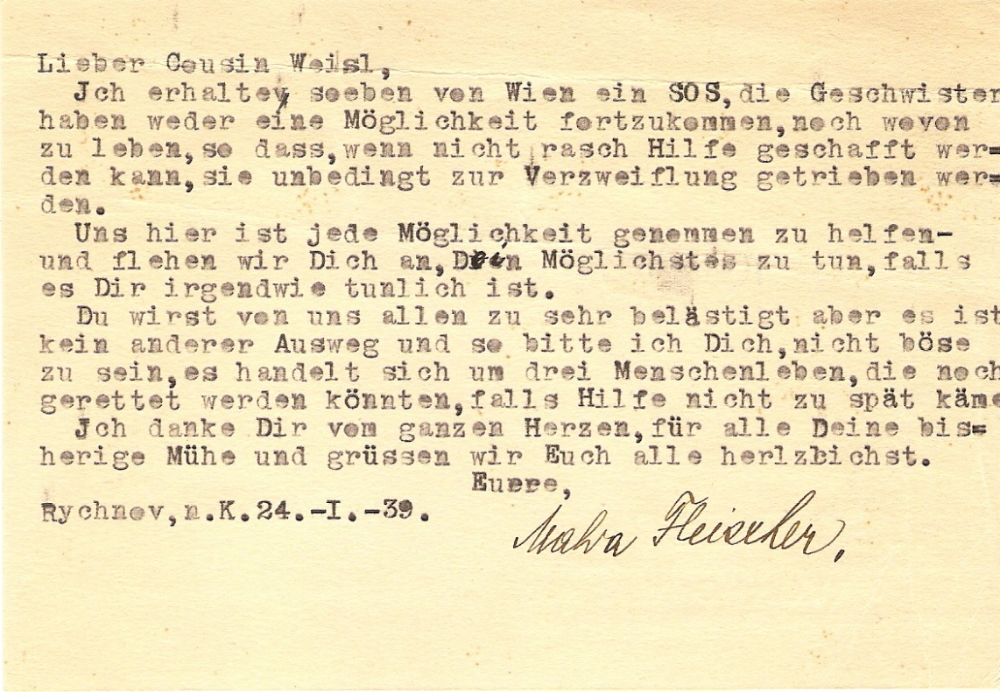 Lieber Cousin Weisl,
Jch erhaltey soeben von Wien ein SOS,die Geschwister
haben weder eine Möglichkeit fortzukommen,noch wovon
zu leben,so dass,wenn nicht rasch Hilfe geschafft wer=
den kann,sie unbedingt zur Verzweiflung getrieben wer=
den.
Uns hier ist jede Möglichkeit genommen zu helfen-
und flehen wir Dich an,Dein Möglichstes zu tun,falls
es Dir irgendwie tunlich ist.
Du wirst von uns allen zu sehr belästigt aber es ist
kein anderer Ausweg und so bitte ich Dich,nicht böse
zu sein,es handelt sich um drei Menschenleben,die noch
gerettet werden könnten,falls Hilfe nicht zu spät käme
Jch danke Dir vom ganzen Herzen,für alle Deine bis=
herige Mühe und grüssen wir Euch alle herlzbichst.
Euere,
Rychnov,n.K.24.-I.-39.
Malva Fleischer.